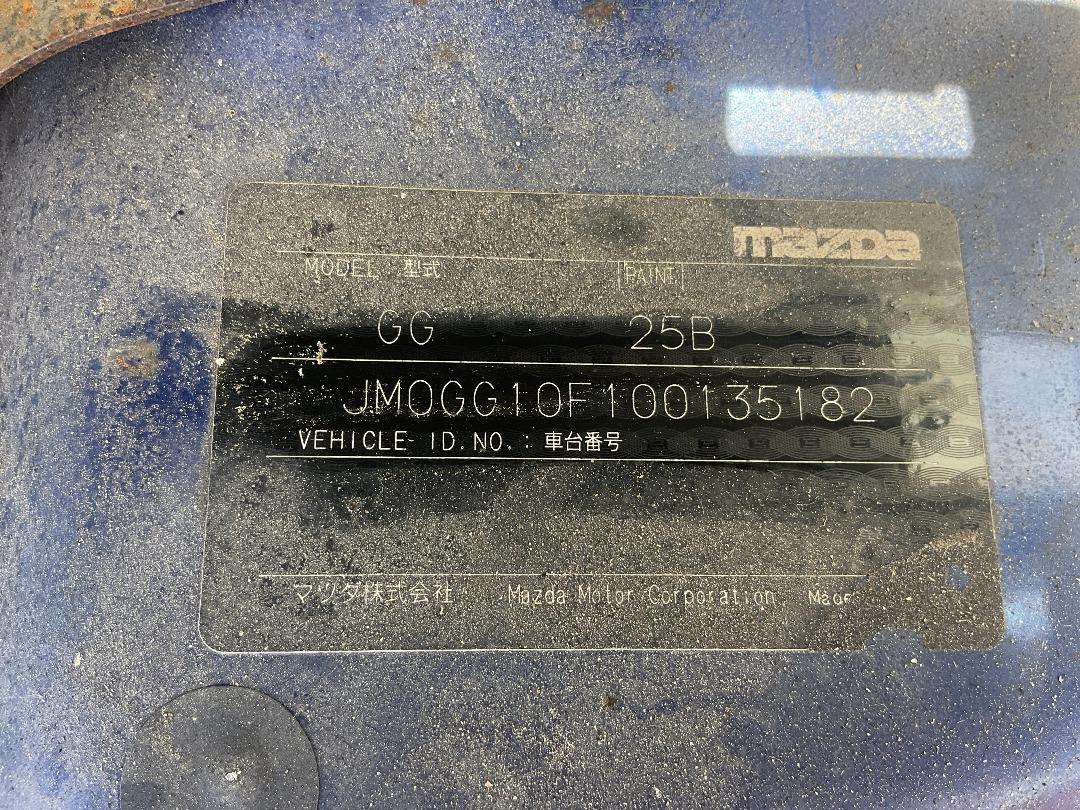 mazda
MODEL : 型式 PAINT
GG 25B
JM0GG10F100135182
VEHICLE ID.NO. : 車台番号
マツダ株式会社 Mazda Motor Corporation